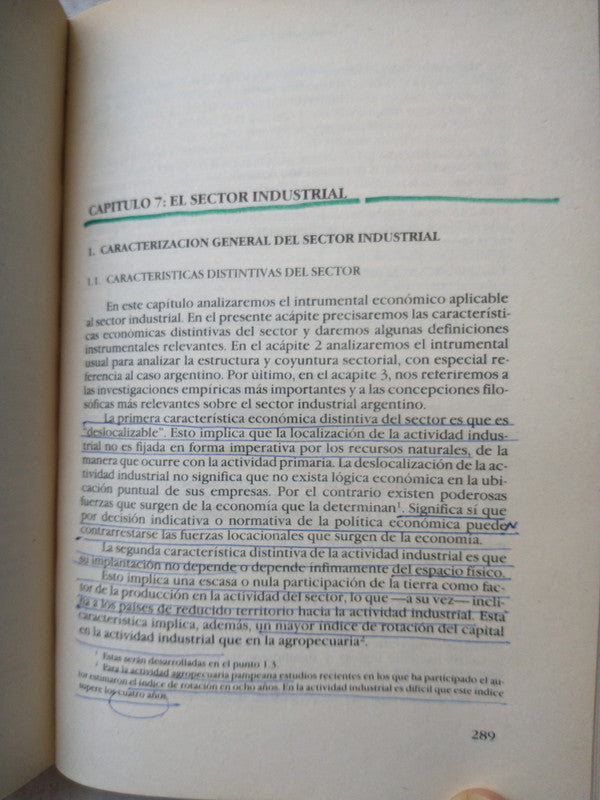 CAPITULO 7: EL SECTOR INDUSTRIAL
1. CARACTERIZACION GENERAL DEL SECTOR INDUSTRIAL
1.1. CARACTERISTICAS DISTINTIVAS DEL SECTOR
En este capítulo analizaremos el intrumental económico aplicable
al sector industrial. En el presente acápite precisaremos las característi-
cas económicas distintivas del sector y daremos algunas definiciones
instrumentales relevantes. En el acápite 2 analizaremos el intrumental
usual para analizar la estructura y coyuntura sectorial, con especial re-
ferencia al caso argentino. Por último, en el acapite 3, nos referiremos a
las investigaciones empíricas más importantes y a las concepciones filo-
sóficas más relevantes sobre el sector industrial argentino.
La primera característica económica distintiva del sector es que es
"deslocalizable". Esto implica que la localización de la actividad indus-
trial no es fijada en forma imperativa por los recursos naturales, de la
manera que ocurre con la actividad primaria. La deslocalización de la ac-
tividad industrial no significa que no exista lógica económica en la ubi-
cación puntual de sus empresas. Por el contrario existen poderosas
fuerzas que surgen de la economía que la determinan¹. Significa sí que
por decisión indicativa o normativa de la política económica pueden
contrarrestarse las fuerzas locacionales que surgen de la economía.
La segunda característica distintiva de la actividad industrial es que
su implantación no depende o depende ínfimamente del espacio físico.
Esto implica una escasa o nula participación de la tierra como fac-
tor de la producción en la actividad del sector, lo que —a su vez— incli-
na a los países de reducido territorio hacia la actividad industrial. Esta
característica implica, además, un mayor índice de rotación del capital
en la actividad industrial que en la agropecuaria².
¹ Estas serán desarrolladas en el punto 1.3.
² Para la actividad agropecuaria pampeana estudios recientes en los que ha participado el au-
tor estimaron el índice de rotación en ocho años. En la actividad industrial es difícil que este índice
supere los cuatro años.
289